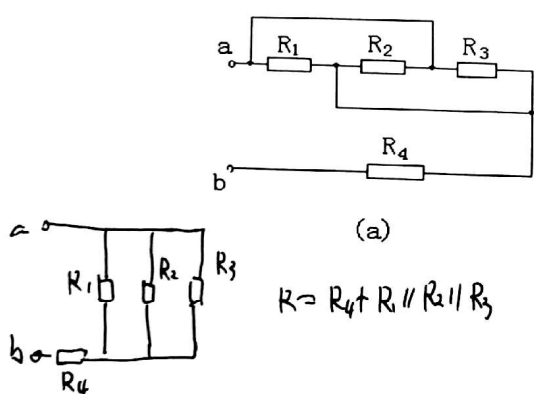 a R₁ R₂ R₃
b R₄
(a)
a
R₁ R₂ R₃
b
R₄
R = R₄ + R₁ // R₂ // R₃